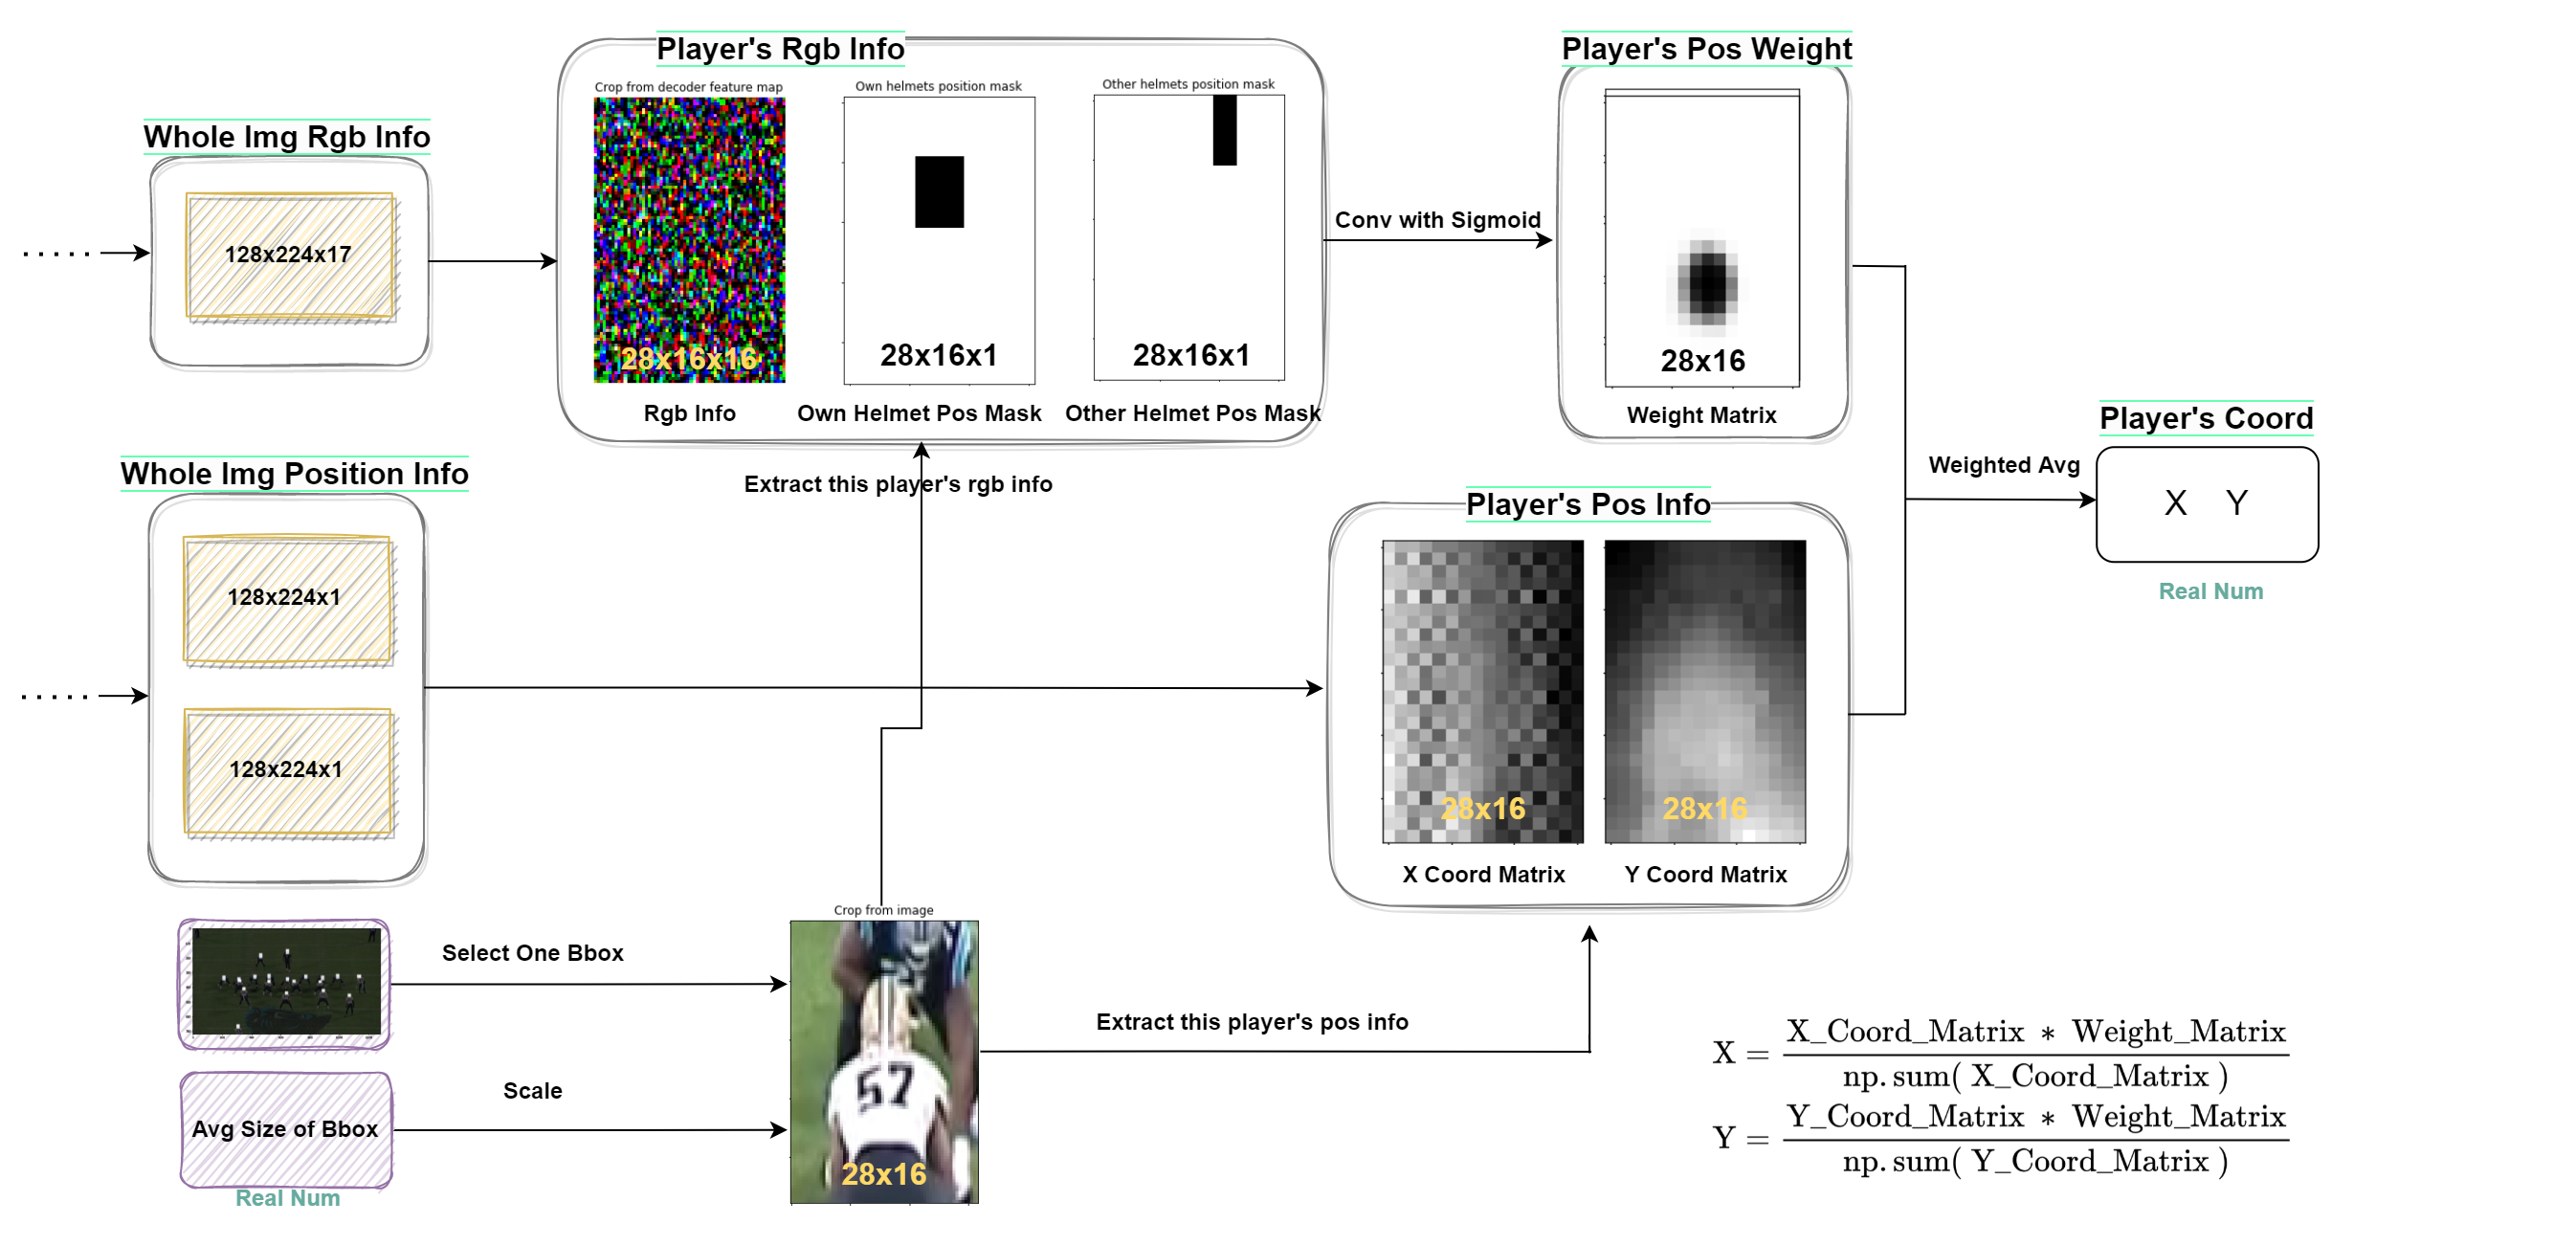 Whole Img Rgb Info
128x224x17
Player's Rgb Info
Crop from decoder feature map
28x16x16
Rgb Info
Own helmets position mask
28x16x1
Own Helmet Pos Mask
Other helmets position mask
28x16x1
Other Helmet Pos Mask
Conv with Sigmoid
Player's Pos Weight
28x16
Weight Matrix
Extract this player's rgb info
Whole Img Position Info
128x224x1
128x224x1
Player's Pos Info
28x16
X Coord Matrix
28x16
Y Coord Matrix
Weighted Avg
Player's Coord
X Y
Real Num
Select One Bbox
Avg Size of Bbox
Real Num
Scale
Crop from image
57
28x16
Extract this player's pos info
X = X_Coord_Matrix * Weight_Matrix
np.sum( X_Coord_Matrix )
Y = Y_Coord_Matrix * Weight_Matrix
np.sum( Y_Coord_Matrix )